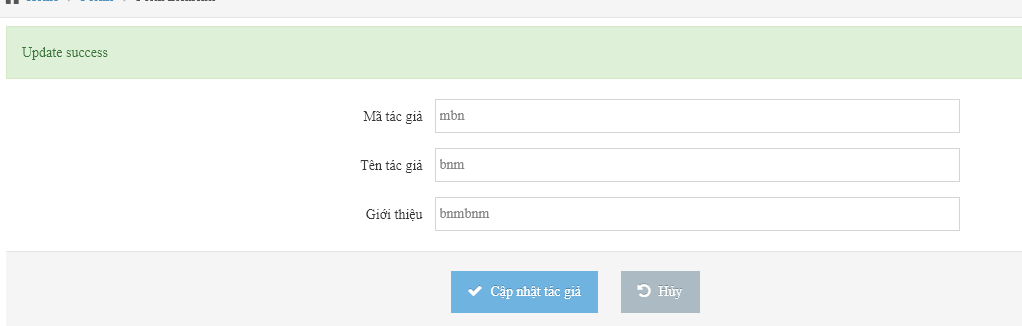 Update success
Mã tác giả mbn
Tên tác giả bnm
Giới thiệu bnmbnm
Cập nhật tác giả Hủy